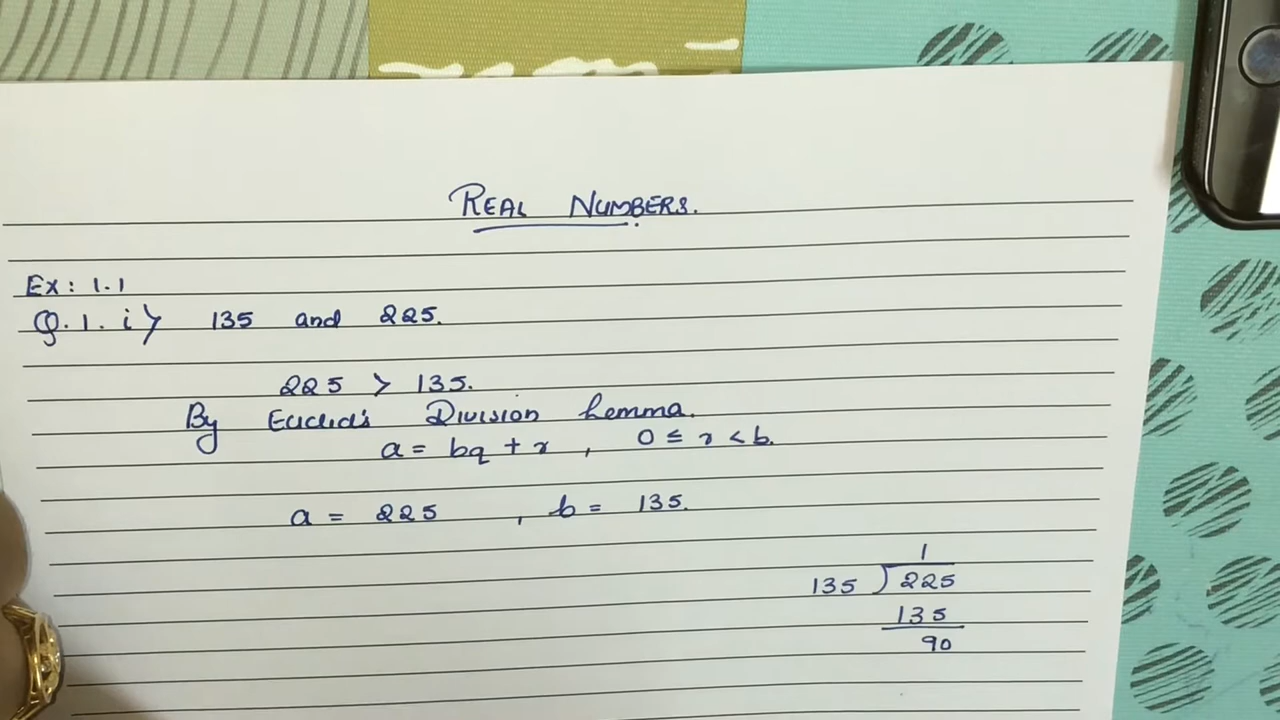 REAL NUMBERS.
Ex: 1.1
Q.1. i> 135 and 225.
225 > 135.
By Euclid's Division Lemma.
a = bq + r , 0 ≤ r < b.
a = 225 , b = 135.
1
135 ) 225
135
90